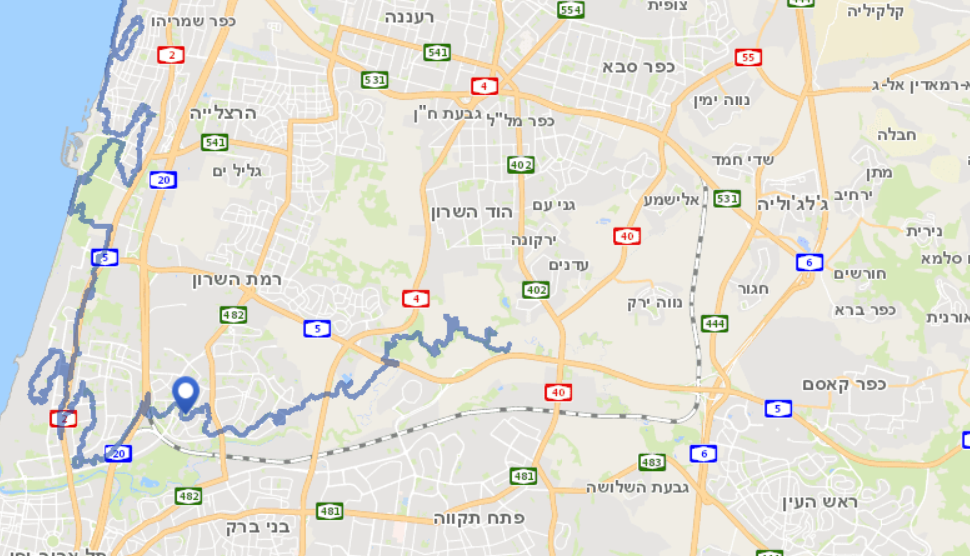 צופית
554
444
קלקיליה
רעננה
כפר שמריהו
541
2
55
כפר סבא
531
4
נווה ימין
הרצלייה
גבעת ח"ן
כפר מל"ל
חבלה
541
402
שדי חמד
גליל ים
מתן
20
אלישמע
531
ג'לג'וליה
ירחיב
הוד השרון
גני עם
נירית
40
ירקונה
5
6
עדנים
חורשים
רמת השרון
402
חגור
4
נווה ירק
כפר ברא
482
444
5
כפר קאסם
40
5
2
20
6
483
481
גבעת השלושה
482
ראש העין
481
פתח תקווה
בני ברק